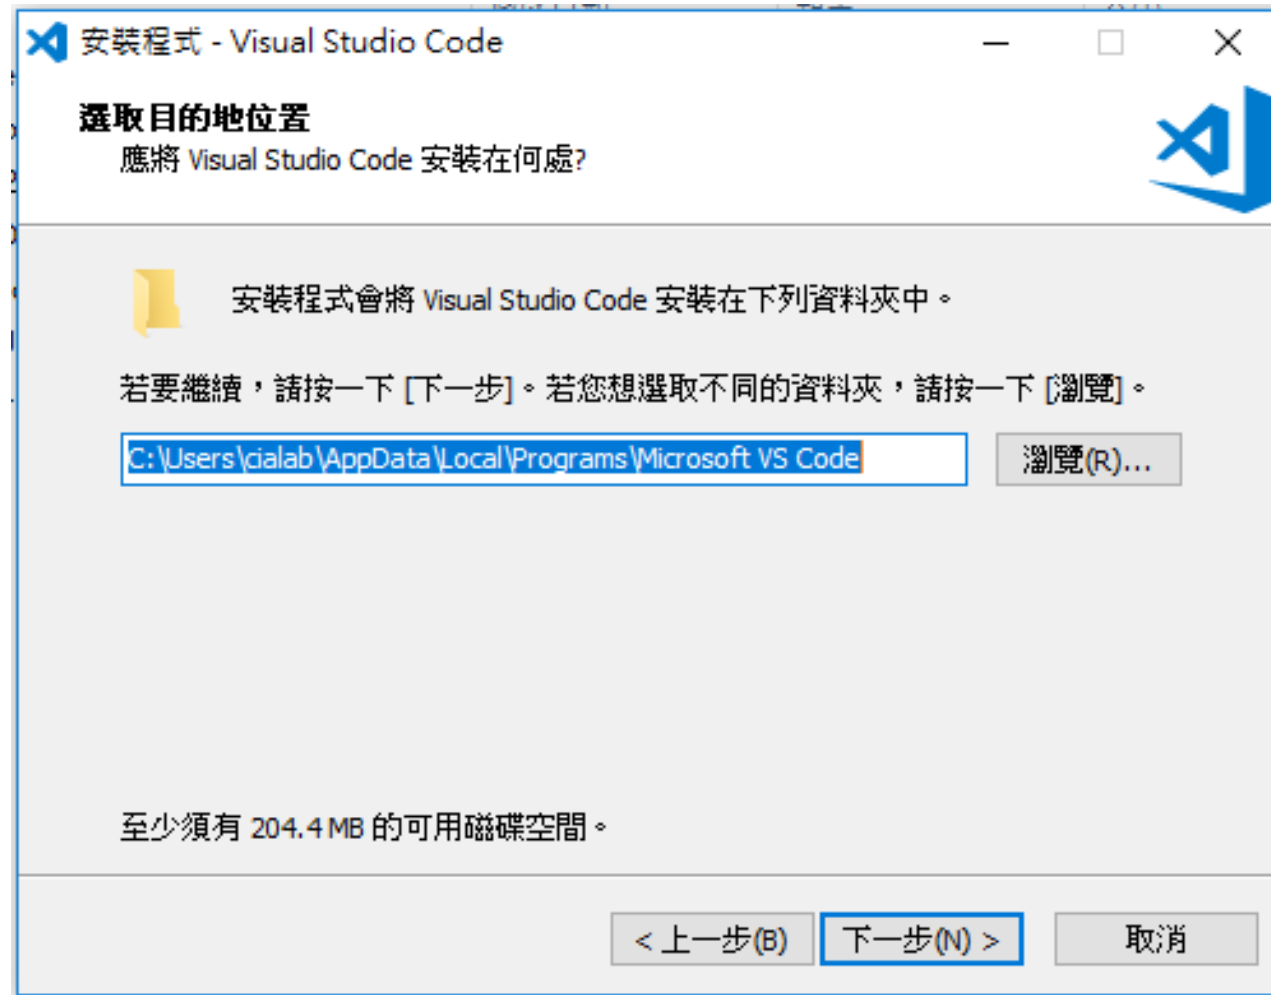 安裝程式 - Visual Studio Code
選取目的地位置
應將 Visual Studio Code 安裝在何處?
安裝程式會將 Visual Studio Code 安裝在下列資料夾中。
若要繼續，請按一下 [下一步]。若您想選取不同的資料夾，請按一下 [瀏覽]。
C:\Users\cialab\AppData\Local\Programs\Microsoft VS Code
瀏覽(R)...
至少須有 204.4 MB 的可用磁碟空間。
< 上一步(B) 下一步(N) > 取消